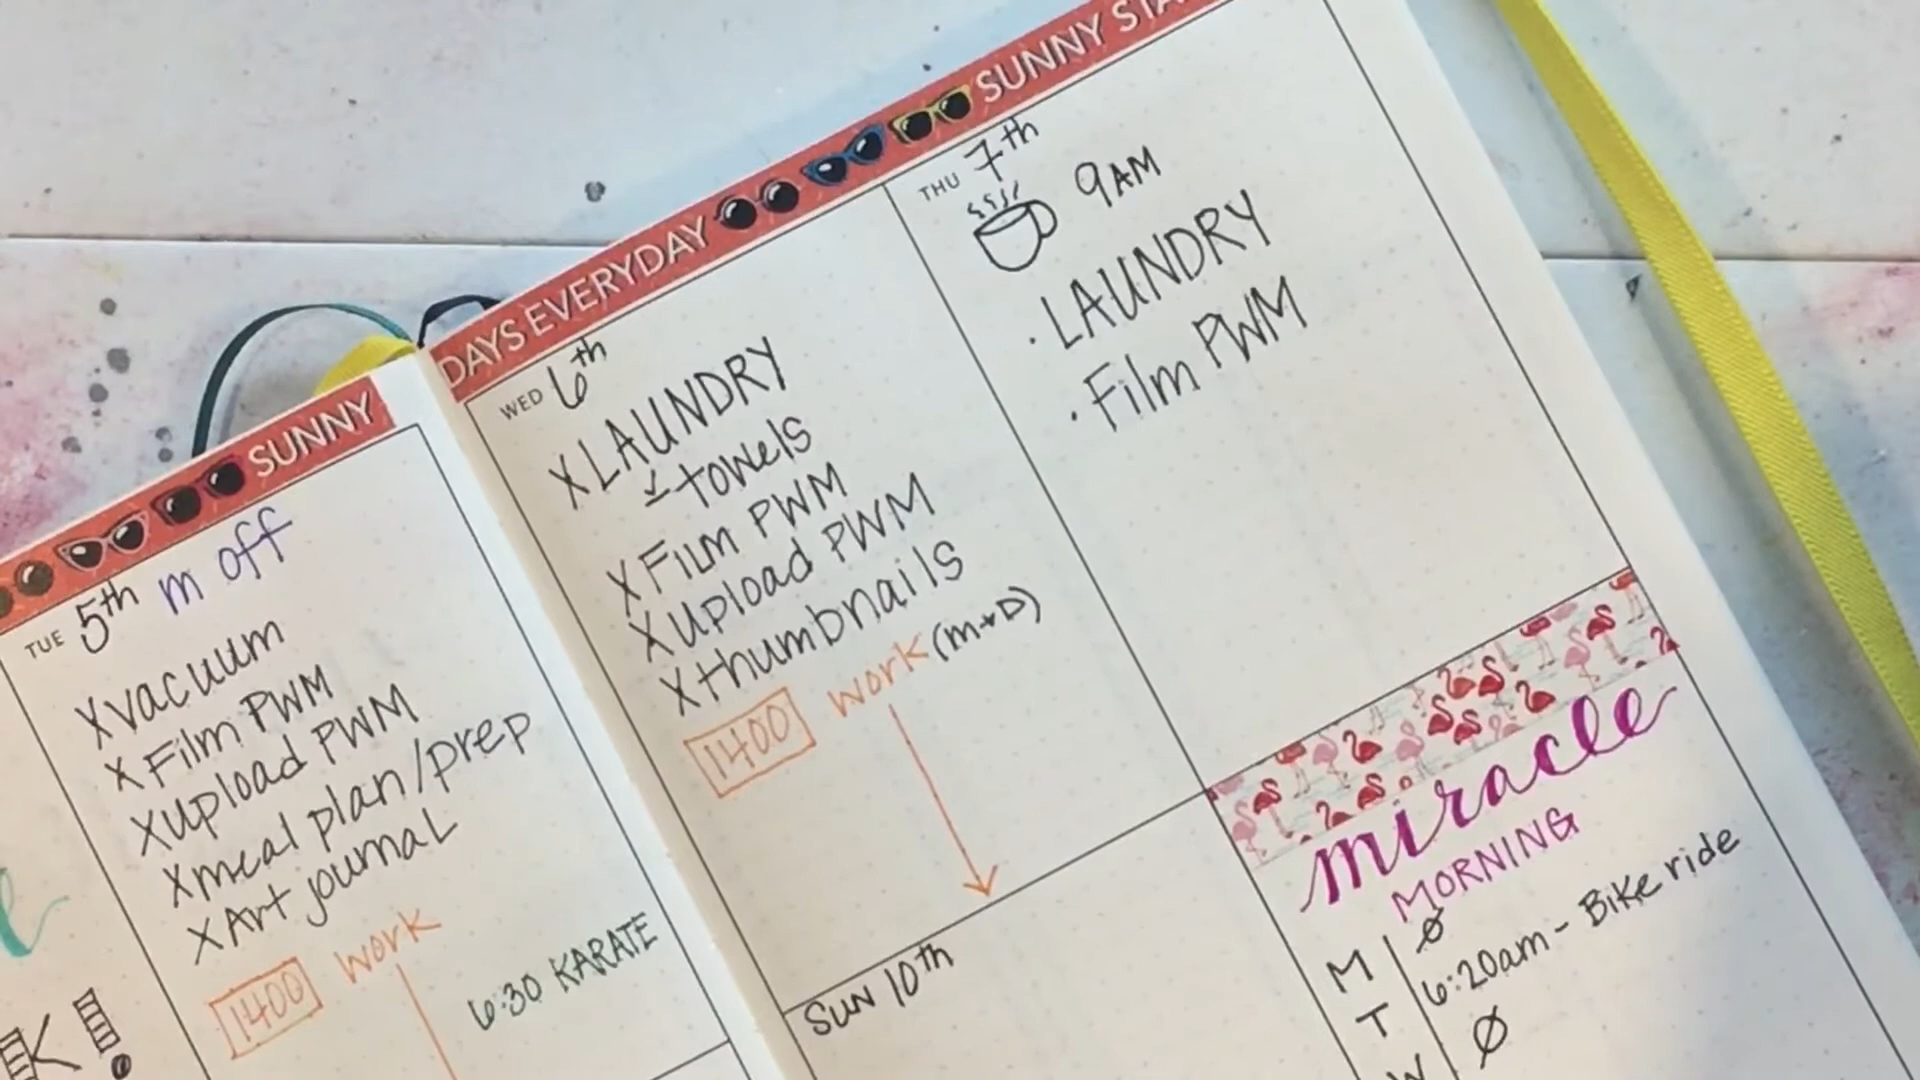 SUNNY
DAYS EVERYDAY
SUNNY
TUE 5th m off
X vacuum
X Film PWM
X Upload PWM
X meal plan/prep
X Art journal
1400 work
6:30 KARATE
K!
WED 6th
X LAUNDRY
towels
X Film PWM
X Upload PWM
X thumbnails
1400 work (m+D)
THU 7th
9AM
· LAUNDRY
· Film PWM
SUN 10th
miracle
MORNING
M Ø
T 6:20am - Bike ride
W Ø